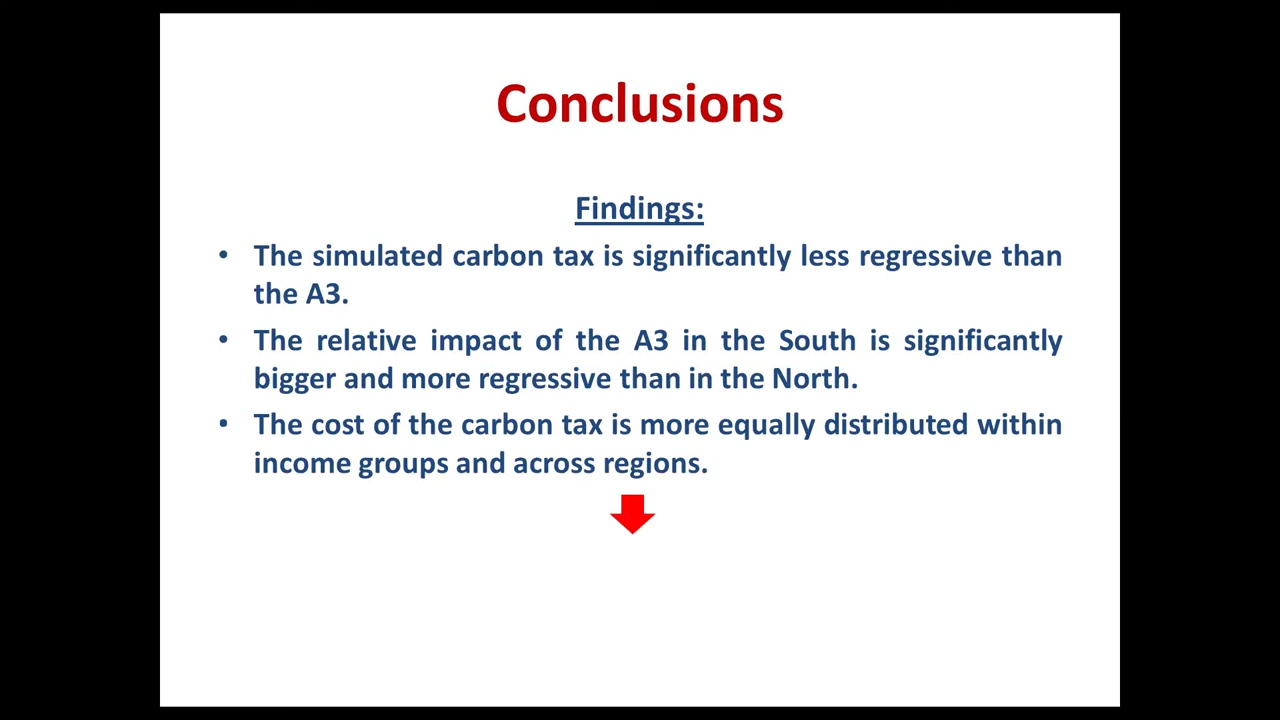 Conclusions
Findings:
• The simulated carbon tax is significantly less regressive than
the A3.
• The relative impact of the A3 in the South is significantly
bigger and more regressive than in the North.
• The cost of the carbon tax is more equally distributed within
income groups and across regions.